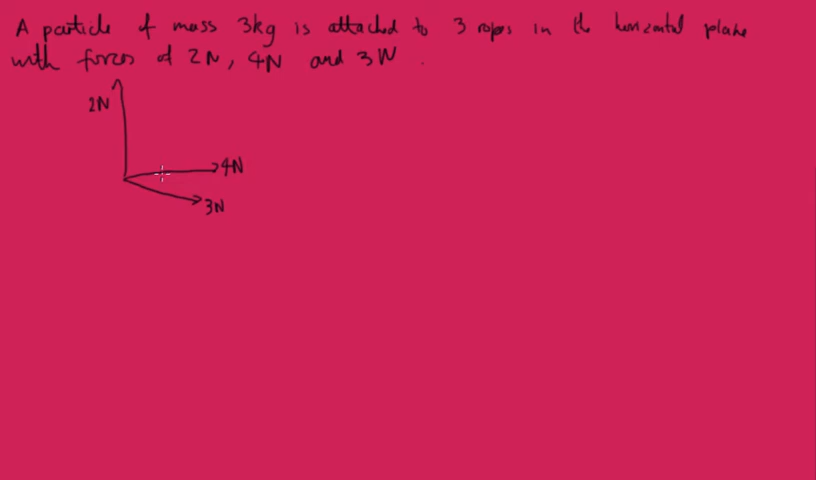 A particle of mass 3kg is attached to 3 ropes in the horizontal plane
with forces of 2N, 4N and 3N.
2N
4N
3N